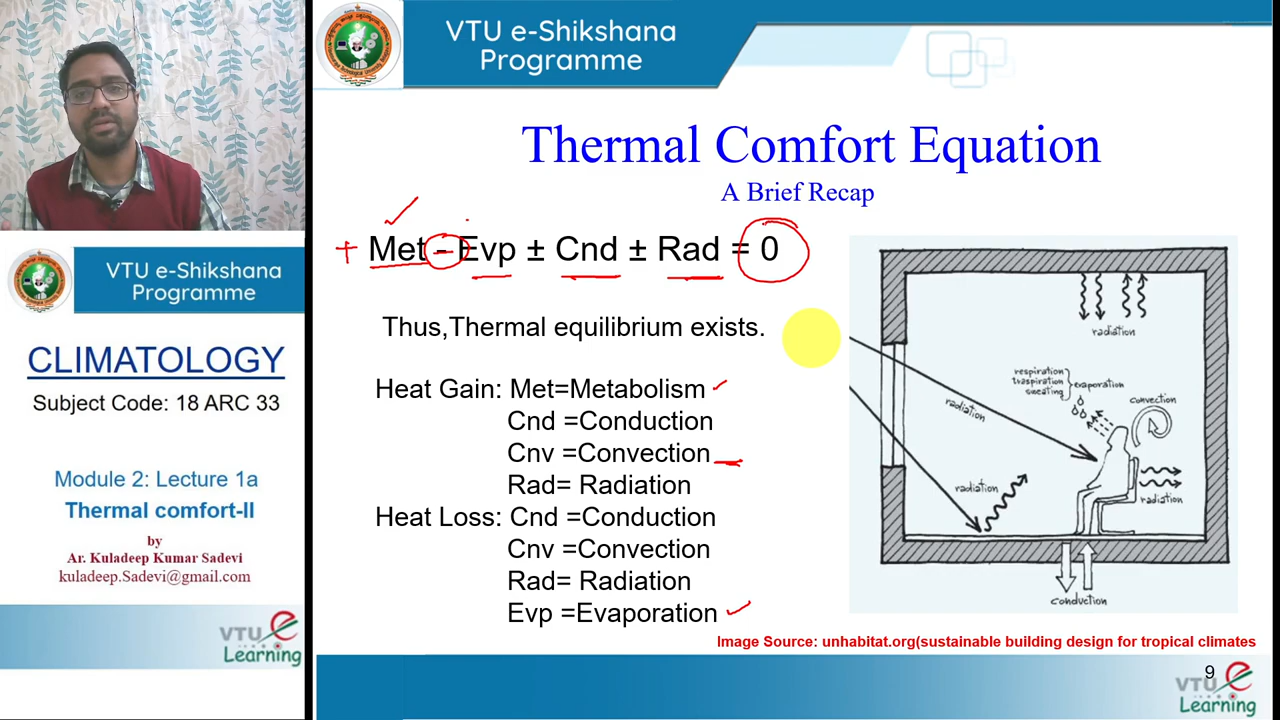 VTU e-Shikshana
Programme
VTU e-Shikshana
Programme
CLIMATOLOGY
Subject Code: 18 ARC 33
Module 2: Lecture 1a
Thermal comfort-II
by
Ar. Kuladeep Kumar Sadevi
kuladeep.Sadevi@gmail.com
VTU e
Learning
Thermal Comfort Equation
A Brief Recap
+ Met - Evp ± Cnd ± Rad = 0
Thus,Thermal equilibrium exists.
Heat Gain: Met=Metabolism
Cnd =Conduction
Cnv =Convection
Rad= Radiation
Heat Loss: Cnd =Conduction
Cnv =Convection
Rad= Radiation
Evp =Evaporation
radiation
respiration
traspiration
sweating
evaporation
convection
radiation
radiation
radiation
conduction
Image Source: unhabitat.org(sustainable building design for tropical climates
9
VTU e
Learning